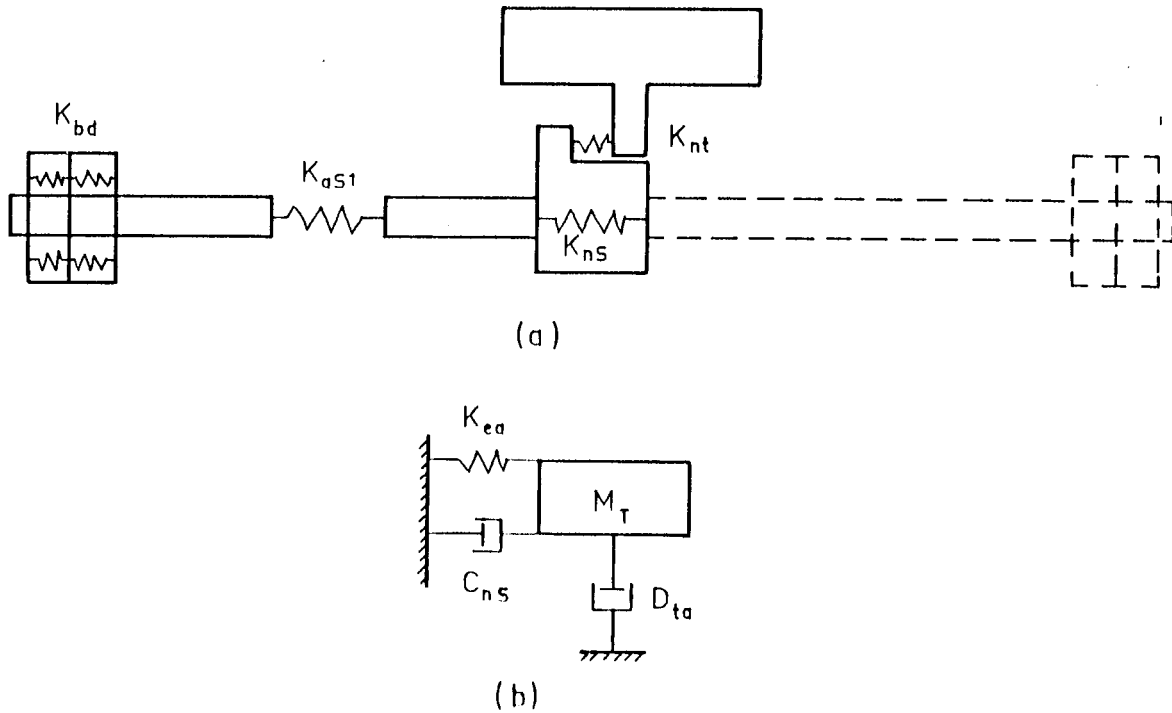 K_bd
K_aS1
K_nt
K_nS
(a)
K_ea
M_T
C_nS
D_ta
(b)